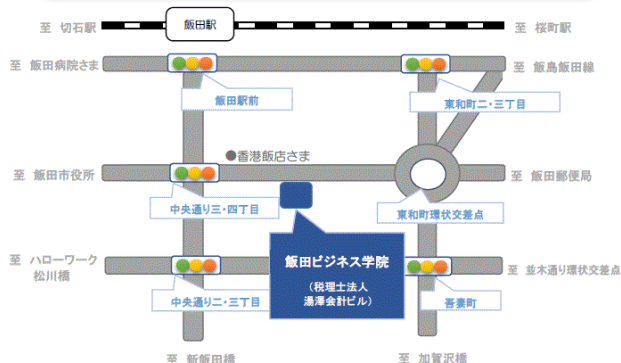 至 切石駅
飯田駅
至 桜町駅
至 飯田病院さま
至 飯島飯田線
飯田駅前
東和町二・三丁目
●香港飯店さま
至 飯田市役所
至 飯田郵便局
中央通り三・四丁目
東和町環状交差点
飯田ビジネス学院
(税理士法人
湯澤会計ビル)
至 ハローワーク
松川橋
至 並木通り環状交差点
中央通り二・三丁目
吾妻町
至 新飯田橋
至 加賀沢橋